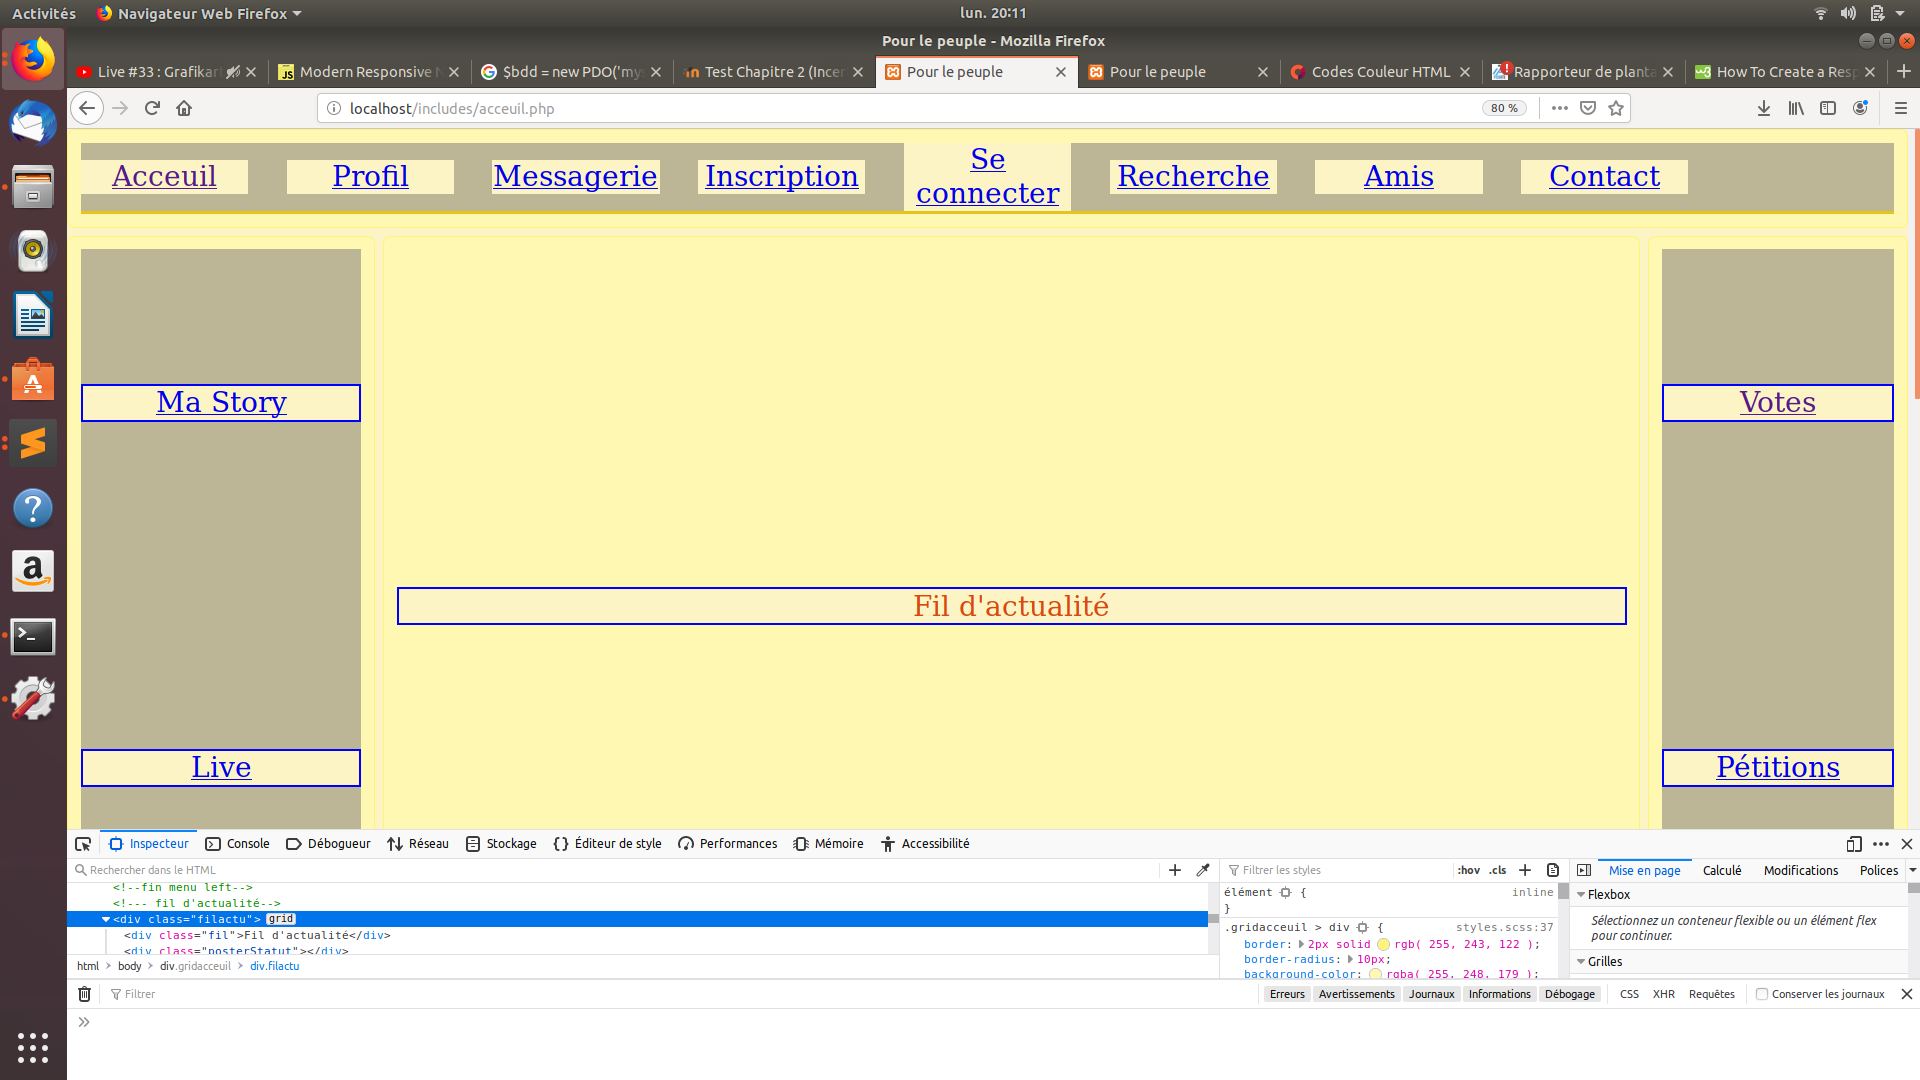 Activités
Navigateur Web Firefox
lun. 20:11
Pour le peuple - Mozilla Firefox
Live #33 : Grafikar
Modern Responsive N
$bdd = new PDO('mys
Test Chapitre 2 (Incer
Pour le peuple
Pour le peuple
Codes Couleur HTML
Rapporteur de planta
How To Create a Resp
localhost/includes/acceuil.php
80 %
Acceuil
Profil
Messagerie
Inscription
Se
connecter
Recherche
Amis
Contact
Ma Story
Votes
Fil d'actualité
Live
Pétitions
Inspecteur
Console
Débogueur
Réseau
Stockage
Éditeur de style
Performances
Mémoire
Accessibilité
Rechercher dans le HTML
Filtrer les styles
:hov .cls
Mise en page
Calculé
Modifications
Polices
<!--fin menu left-->
<!--- fil d'actualité-->
<div class="filactu"> grid
<div class="fil">Fil d'actualité</div>
<div class="posterStatut"></div>
html > body > div.gridacceuil > div.filactu
élément { inline
}
.gridacceuil > div { styles.scss:37
border: 2px solid rgb( 255, 243, 122 );
border-radius: 10px;
background-color: rgba( 255, 248, 179 );
Flexbox
Sélectionnez un conteneur flexible ou un élément flex
pour continuer.
Grilles
Filtrer
Erreurs
Avertissements
Journaux
Informations
Débogage
CSS
XHR
Requêtes
Conserver les journaux